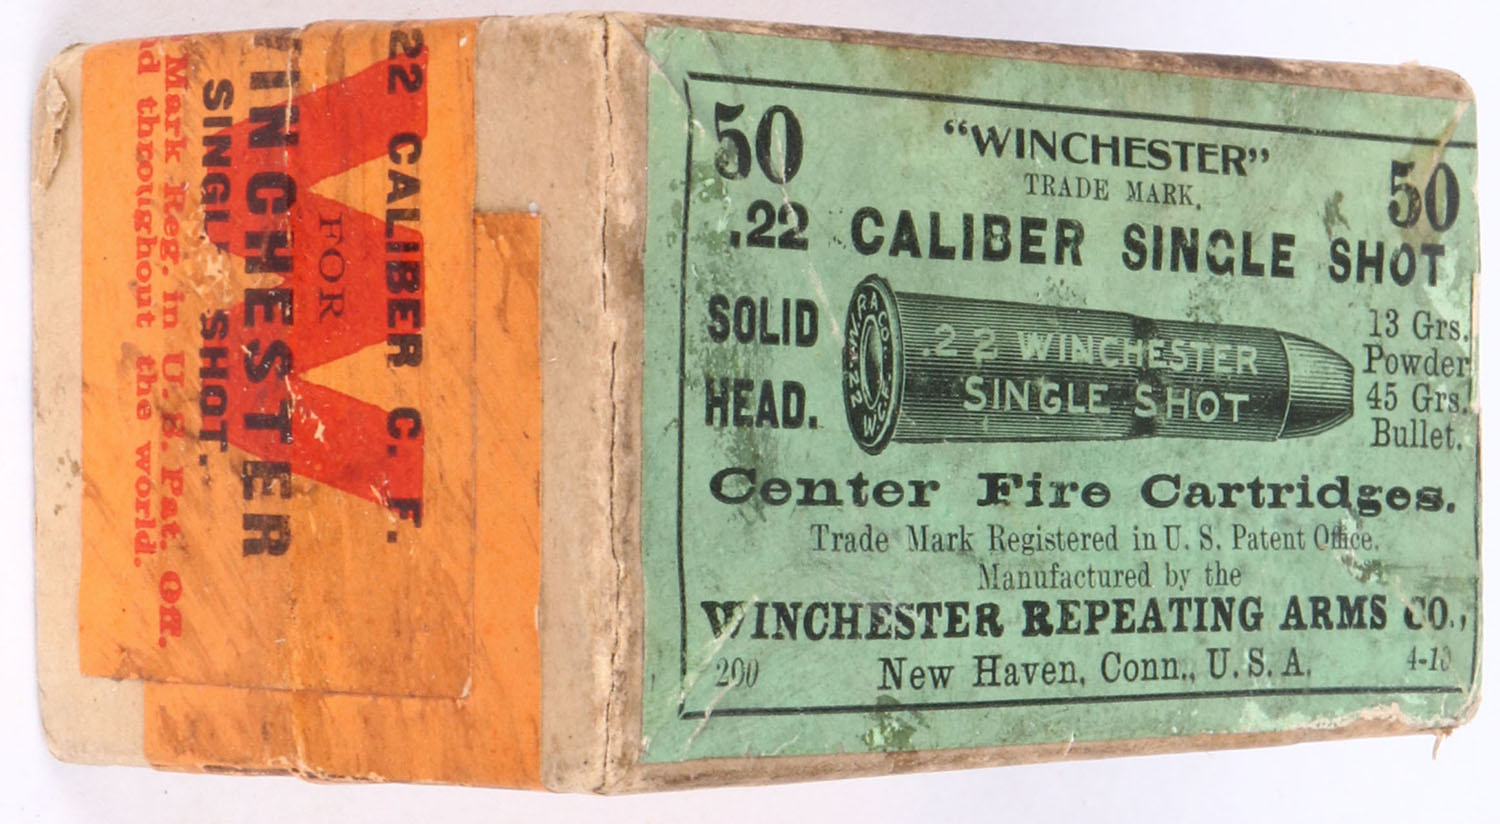 50 "WINCHESTER" 50
TRADE MARK.
.22 CALIBER SINGLE SHOT
SOLID
HEAD.
W.R.A.CO.
.22 W.C.F.
.22 WINCHESTER
SINGLE SHOT
13 Grs.
Powder
45 Grs.
Bullet.
Center Fire Cartridges.
Trade Mark Registered in U. S. Patent Office.
Manufactured by the
WINCHESTER REPEATING ARMS CO.,
New Haven, Conn., U. S. A.
200
22 CALIBER C. F.
FOR
WINCHESTER
SINGLE SHOT.
Mark Reg. in U. S. Pat. Off.
throughout the world.